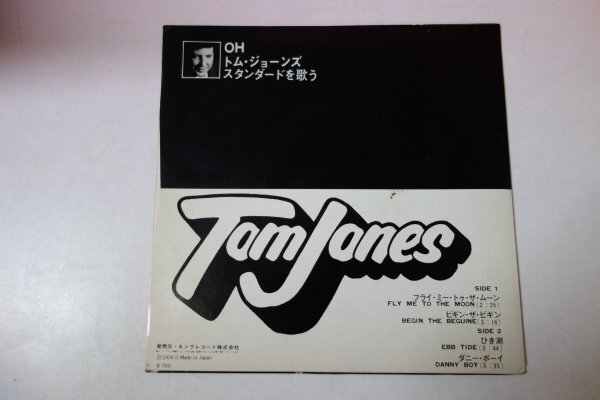 OH
トム・ジョーンズ
スタンダードを歌う
Tom Jones
SIDE 1
フライ・ミー・トゥ・ザ・ムーン
FLY ME TO THE MOON(2:25)
ビギン・ザ・ビギン
BEGIN THE BEGUINE(3:16)
SIDE 2
ひき潮
EBB TIDE(3:44)
ダニー・ボーイ
DANNY BOY(3:55)
発売元・キングレコード株式会社
Made in Japan
¥700